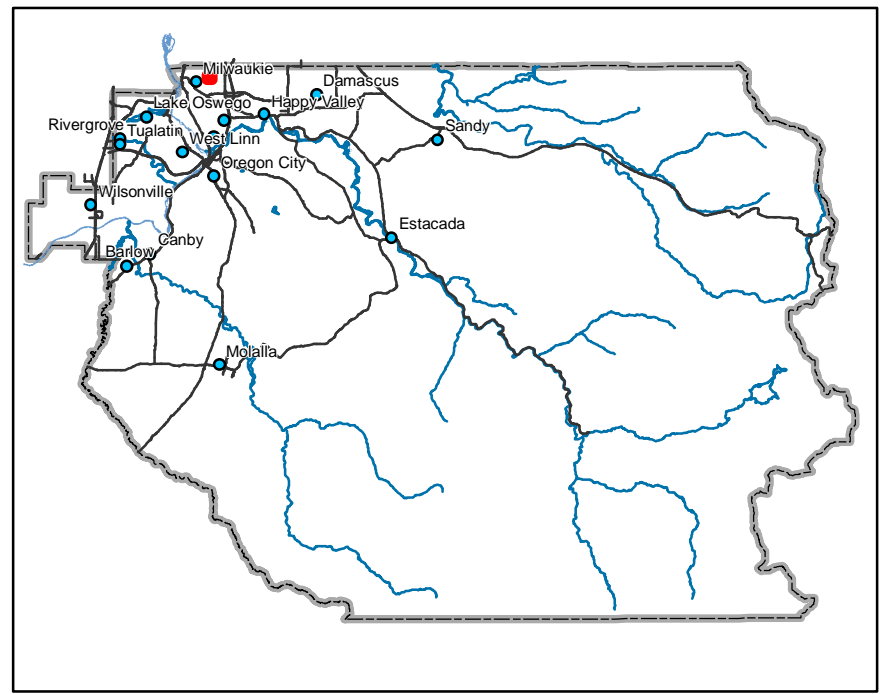 Milwaukie
Damascus
Lake Oswego
Happy Valley
Rivergrove
Tualatin
West Linn
Sandy
Oregon City
Wilsonville
Estacada
Canby
Barlow
Molalla